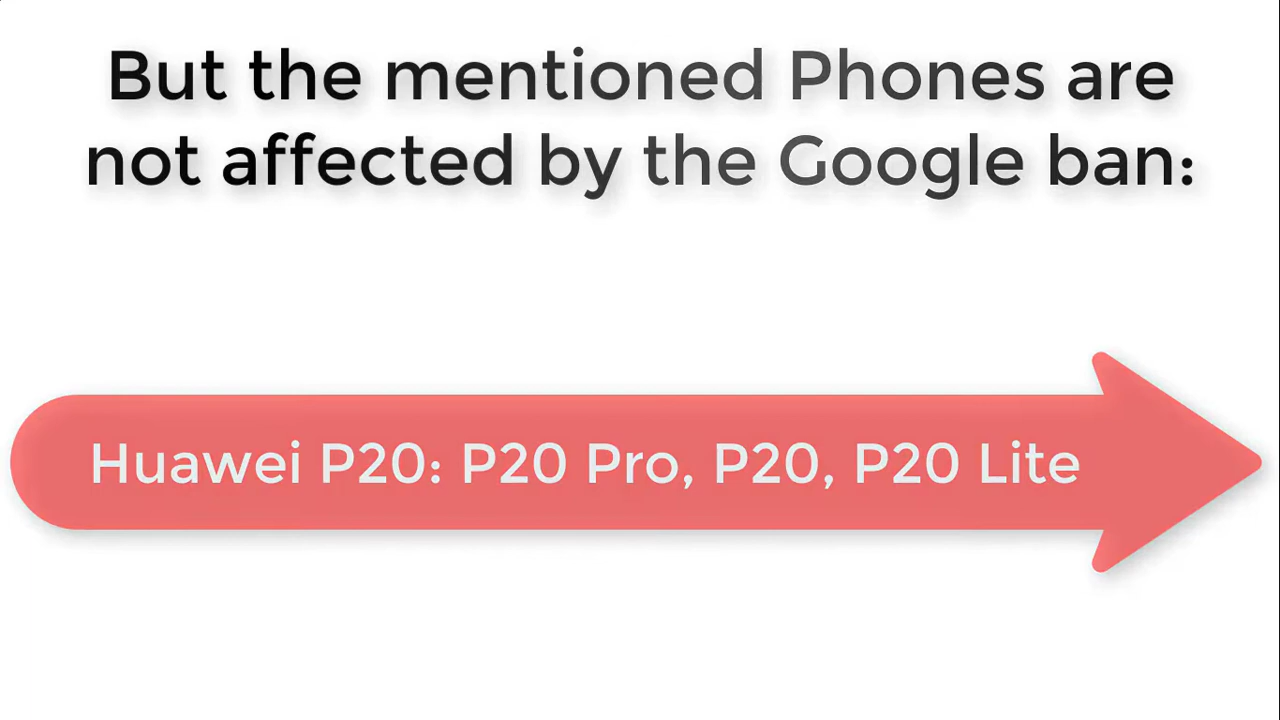 But the mentioned Phones are
not affected by the Google ban:
Huawei P20: P20 Pro, P20, P20 Lite